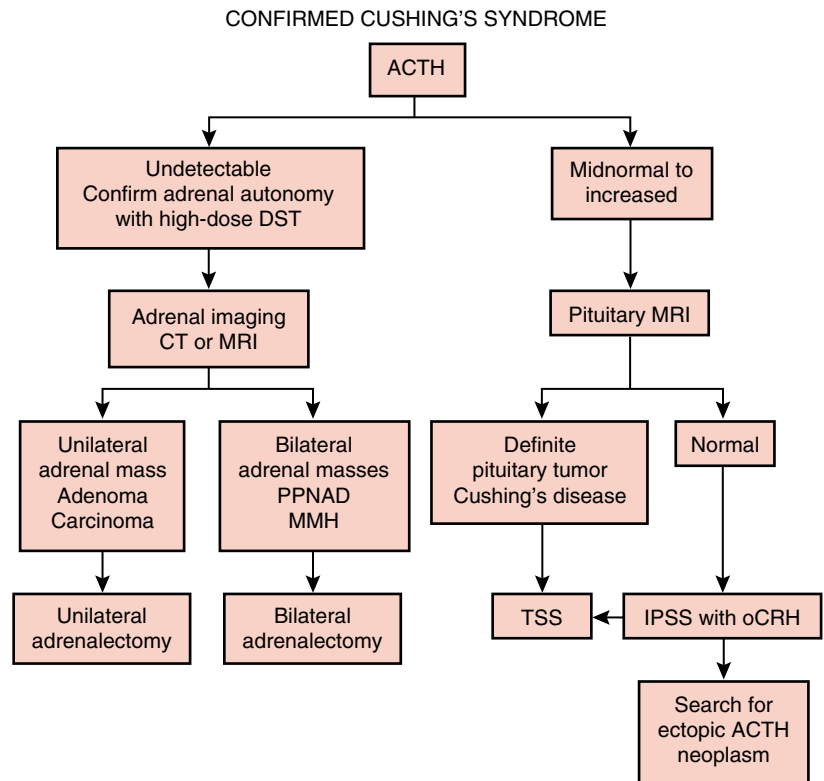 CONFIRMED CUSHING'S SYNDROME
ACTH
Undetectable
Confirm adrenal autonomy
with high-dose DST
Midnormal to
increased
Adrenal imaging
CT or MRI
Pituitary MRI
Unilateral
adrenal mass
Adenoma
Carcinoma
Bilateral
adrenal masses
PPNAD
MMH
Definite
pituitary tumor
Cushing's disease
Normal
Unilateral
adrenalectomy
Bilateral
adrenalectomy
TSS
IPSS with oCRH
Search for
ectopic ACTH
neoplasm